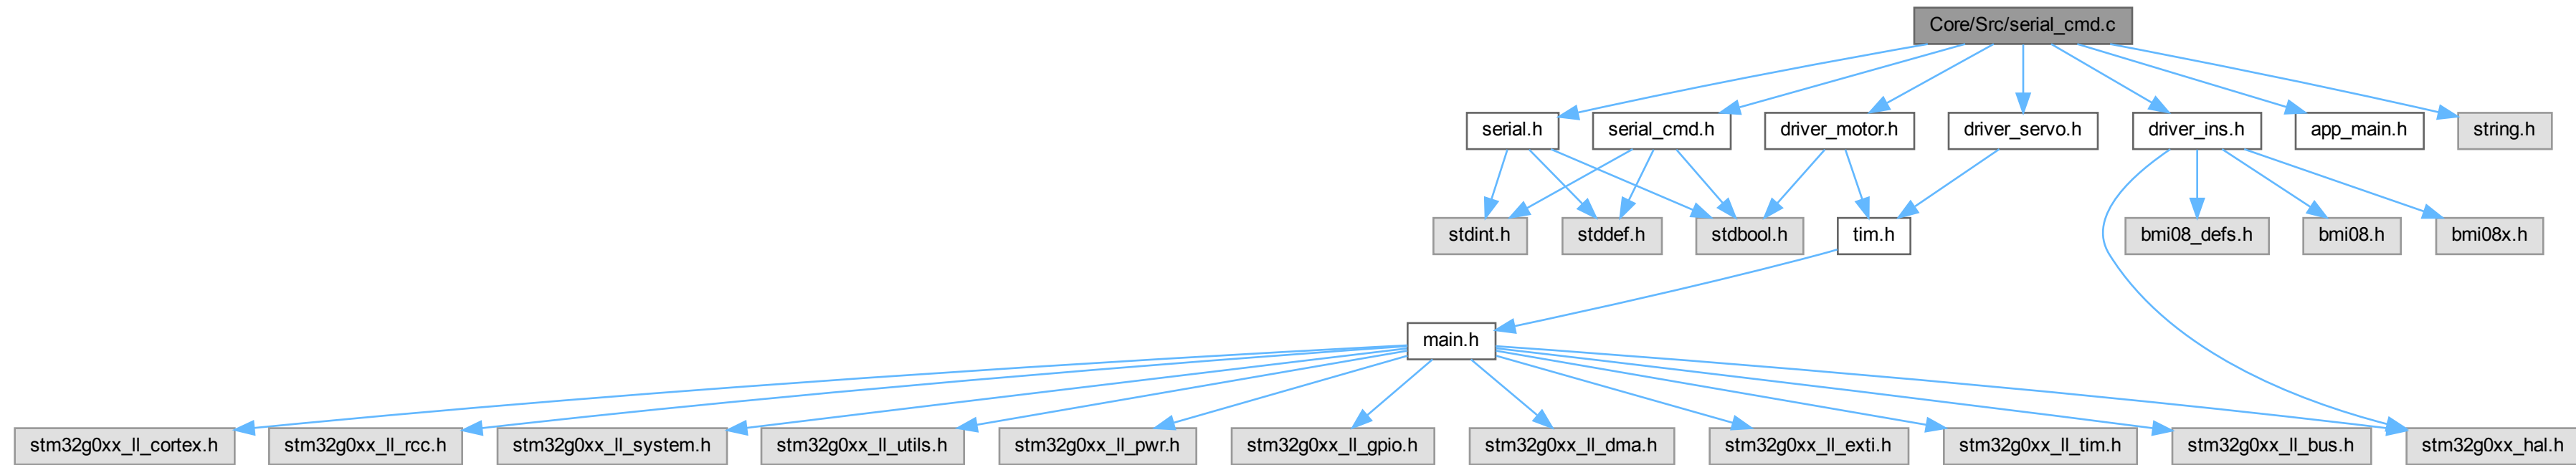 Core/Src/serial_cmd.c
serial.h
serial_cmd.h
driver_motor.h
driver_servo.h
driver_ins.h
app_main.h
string.h
stdint.h
stddef.h
stdbool.h
tim.h
bmi08_defs.h
bmi08.h
bmi08x.h
main.h
stm32g0xx_ll_cortex.h
stm32g0xx_ll_rcc.h
stm32g0xx_ll_system.h
stm32g0xx_ll_utils.h
stm32g0xx_ll_pwr.h
stm32g0xx_ll_gpio.h
stm32g0xx_ll_dma.h
stm32g0xx_ll_exti.h
stm32g0xx_ll_tim.h
stm32g0xx_ll_bus.h
stm32g0xx_hal.h